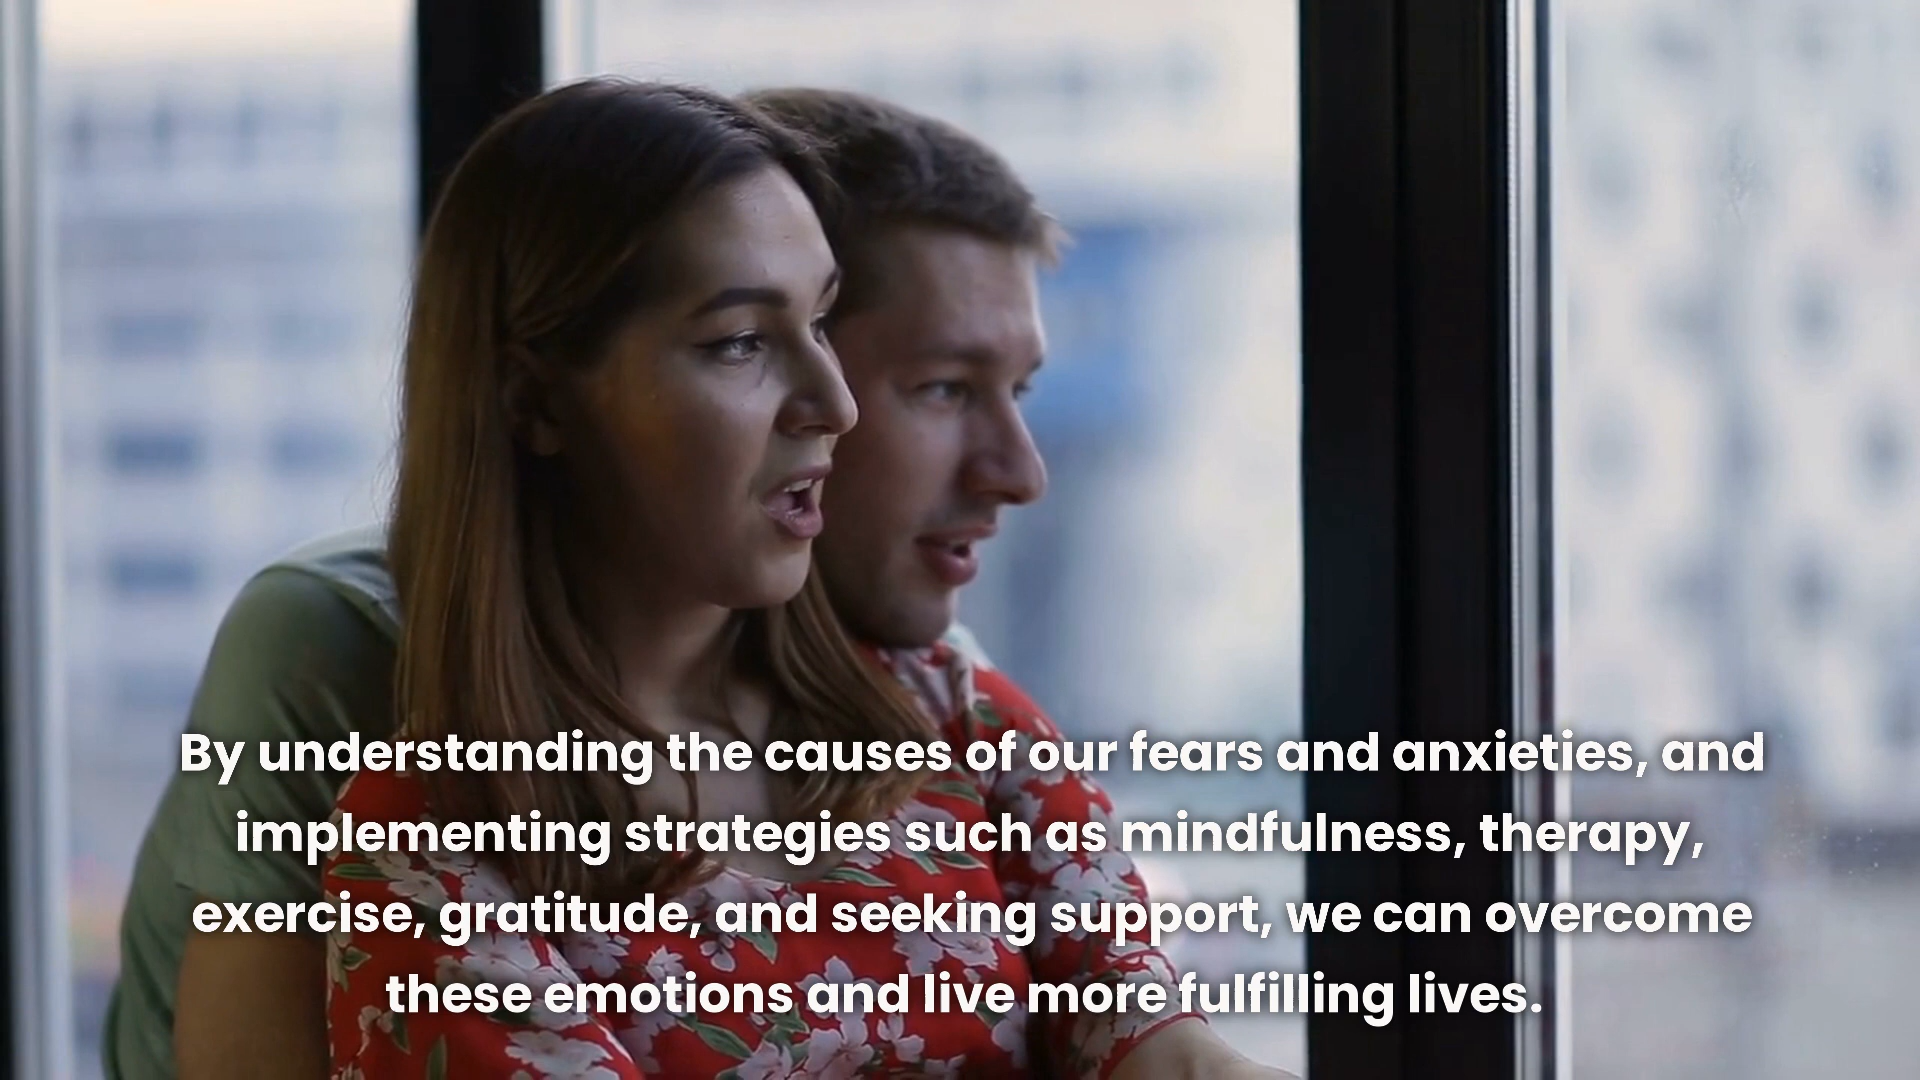 By understanding the causes of our fears and anxieties, and
implementing strategies such as mindfulness, therapy,
exercise, gratitude, and seeking support, we can overcome
these emotions and live more fulfilling lives.